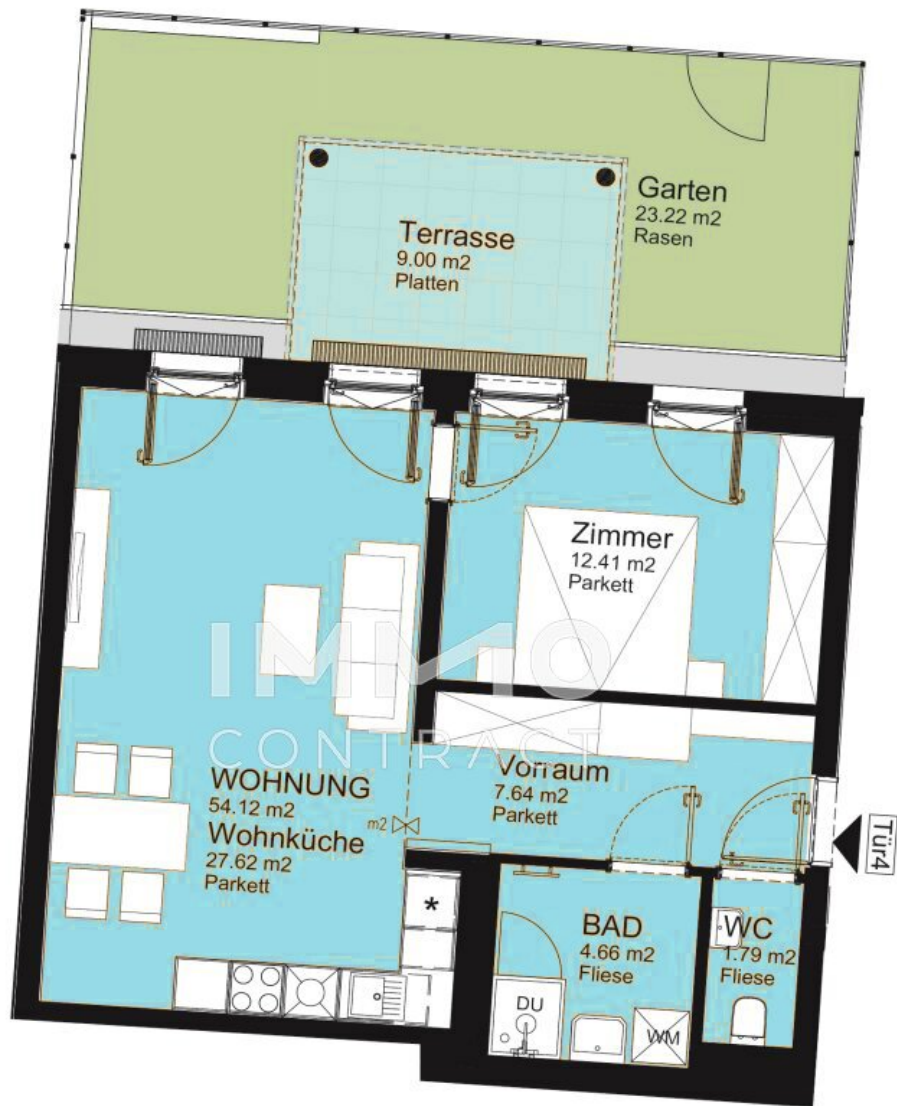 Garten
23.22 m2
Rasen
Terrasse
9.00 m2
Platten
Zimmer
12.41 m2
Parkett
IMMO
CONTRACT
Vorraum
7.64 m2
Parkett
WOHNUNG
54.12 m2
Wohnküche
27.62 m2
Parkett
m2
Tür4
*
BAD
4.66 m2
Fliese
WC
1.79 m2
Fliese
DU
WM